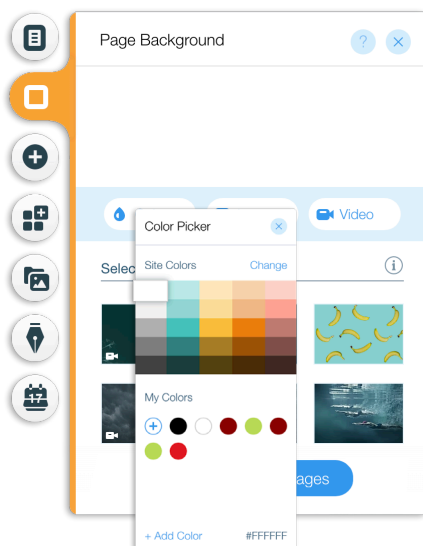 Page Background
?
Video
Color Picker
Selec
Site Colors
Change
i
17
My Colors
ages
+ Add Color
#FFFFFF